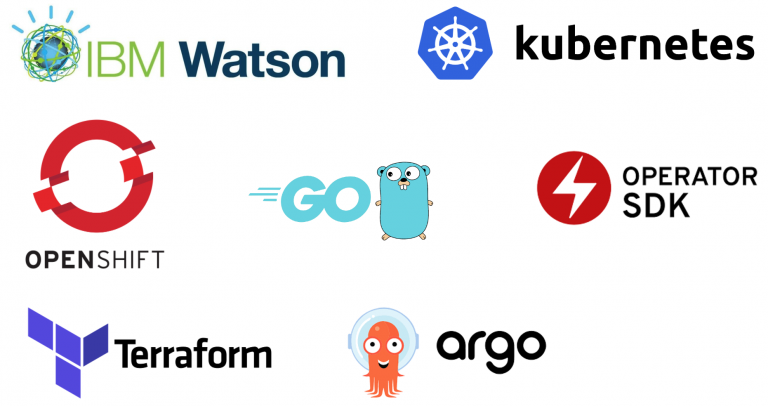 IBM Watson
kubernetes
OPENSHIFT
GO
OPERATOR
SDK
Terraform
argo